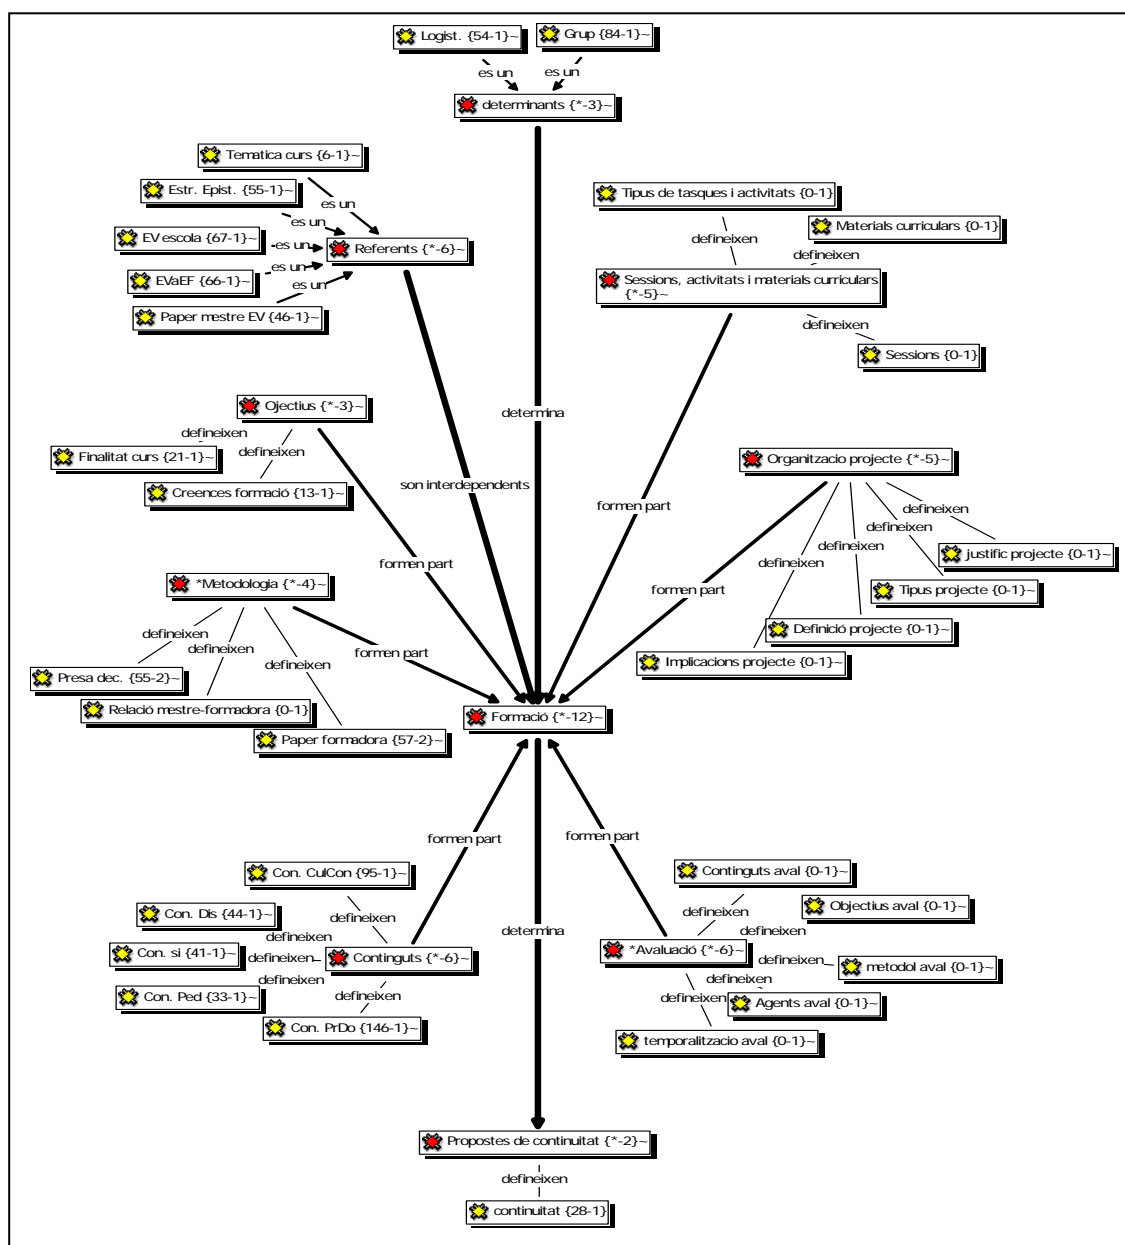 Logist. {54-1}~
Grup {84-1}~
es un
es un
determinants {*-3}~
Tematica curs {6-1}~
Estr. Epist. {55-1}~
es un
es un
EV escola {67-1}~
es un
Referents {*-6}~
es un
EVaEF {66-1}~
es un
Paper mestre EV {46-1}~
Tipus de tasques i activitats {0-1}
Materials curriculars {0-1}
defineixen
defineixen
Sessions, activitats i materials curriculars
{*-5}~
defineixen
Sessions {0-1}
Ojectius {*-3}~
defineixen
defineixen
Finalitat curs {21-1}~
Creences formació {13-1}~
determina
son interdependents
formen part
Organitzacio projecte {*-5}~
defineixen
defineixen
defineixen
defineixen
justific projecte {0-1}~
Tipus projecte {0-1}~
Definició projecte {0-1}~
Implicacions projecte {0-1}~
formen part
formen part
*Metodologia {*-4}~
defineixen
defineixen
defineixen
formen part
Presa dec. {55-2}~
Relació mestre-formadora {0-1}
Paper formadora {57-2}~
Formació {*-12}~
formen part
formen part
Con. CulCon {95-1}~
Con. Dis {44-1}~
defineixen
defineixen
Con. si {41-1}~
defineixen
Continguts {*-6}~
defineixen
defineixen
Con. Ped {33-1}~
Con. PrDo {146-1}~
determina
Continguts aval {0-1}~
Objectius aval {0-1}~
defineixen
defineixen
*Avaluació {*-6}~
defineixen
metodol aval {0-1}~
defineixen
defineixen
Agents aval {0-1}~
temporalitzacio aval {0-1}~
Propostes de continuitat {*-2}~
defineixen
continuitat {28-1}